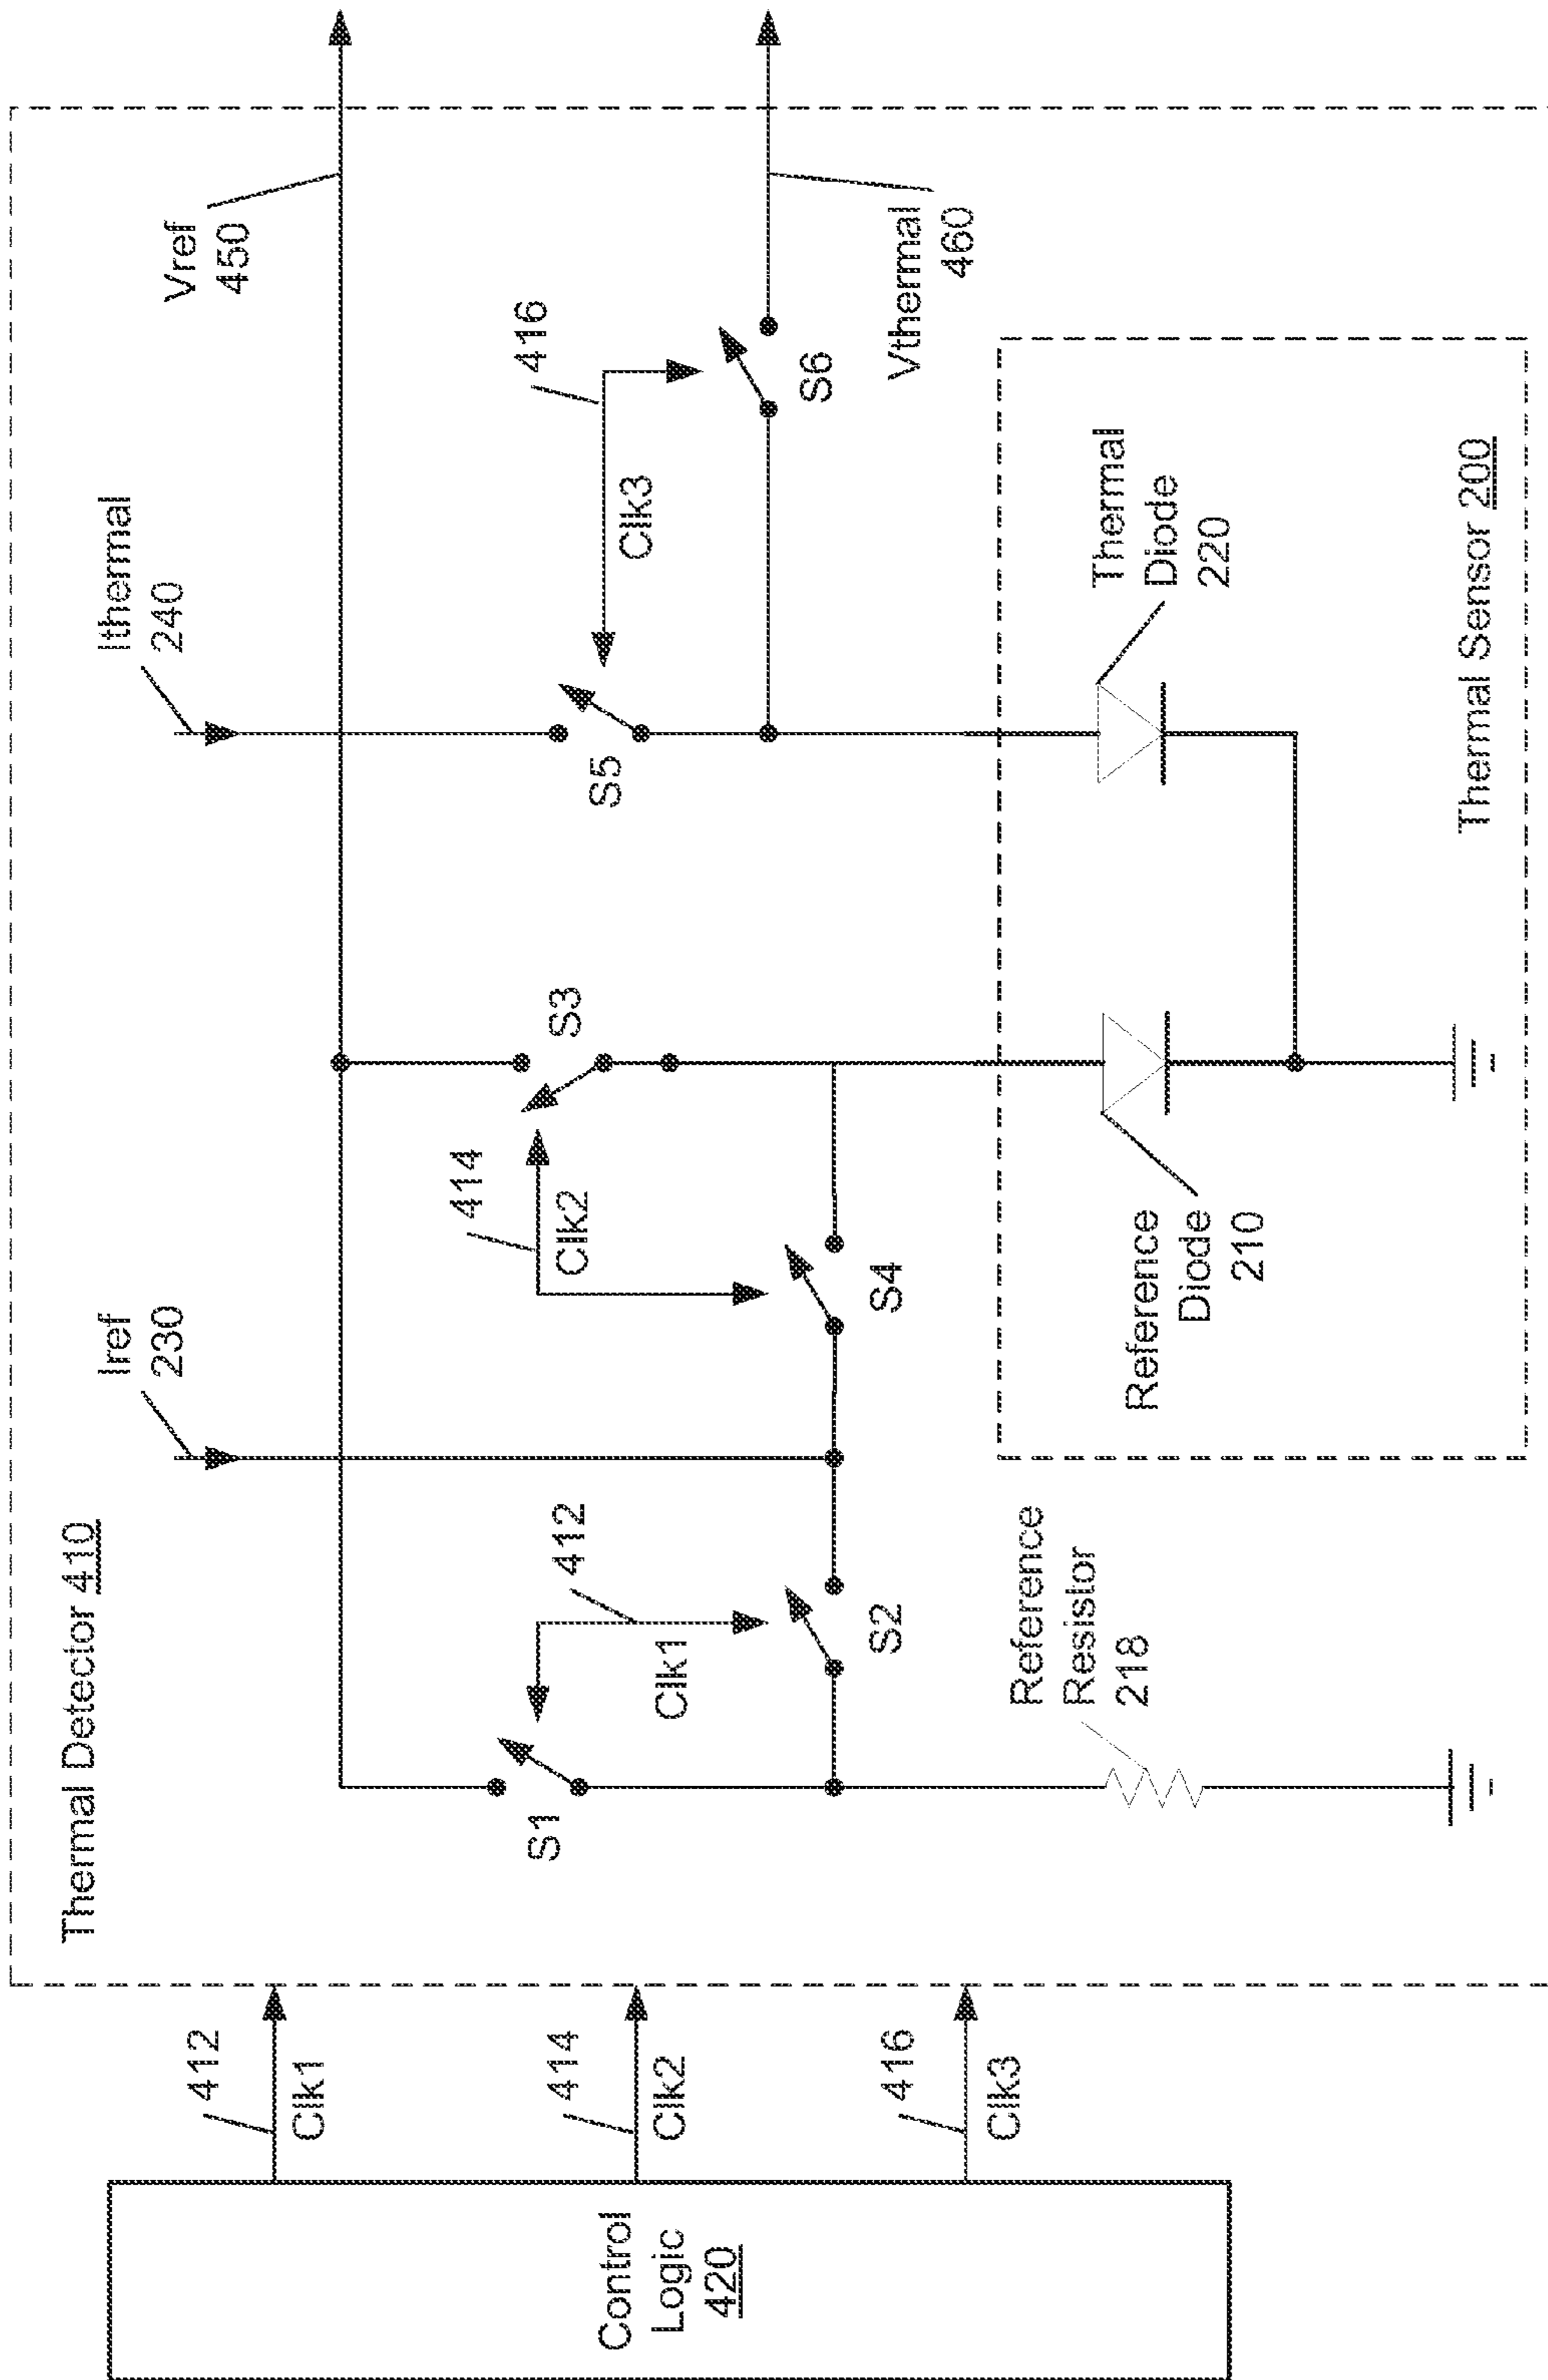 Thermal Detector 410
Control
Logic
420
412
Clk1
414
Clk2
416
Clk3
Iref
230
Ithermal
240
Vref
450
S1
412
Clk1
S2
414
Clk2
S3
S4
S5
416
Clk3
S6
Vthermal
460
Reference
Resistor
218
Reference
Diode
210
Thermal
Diode
220
Thermal Sensor 200